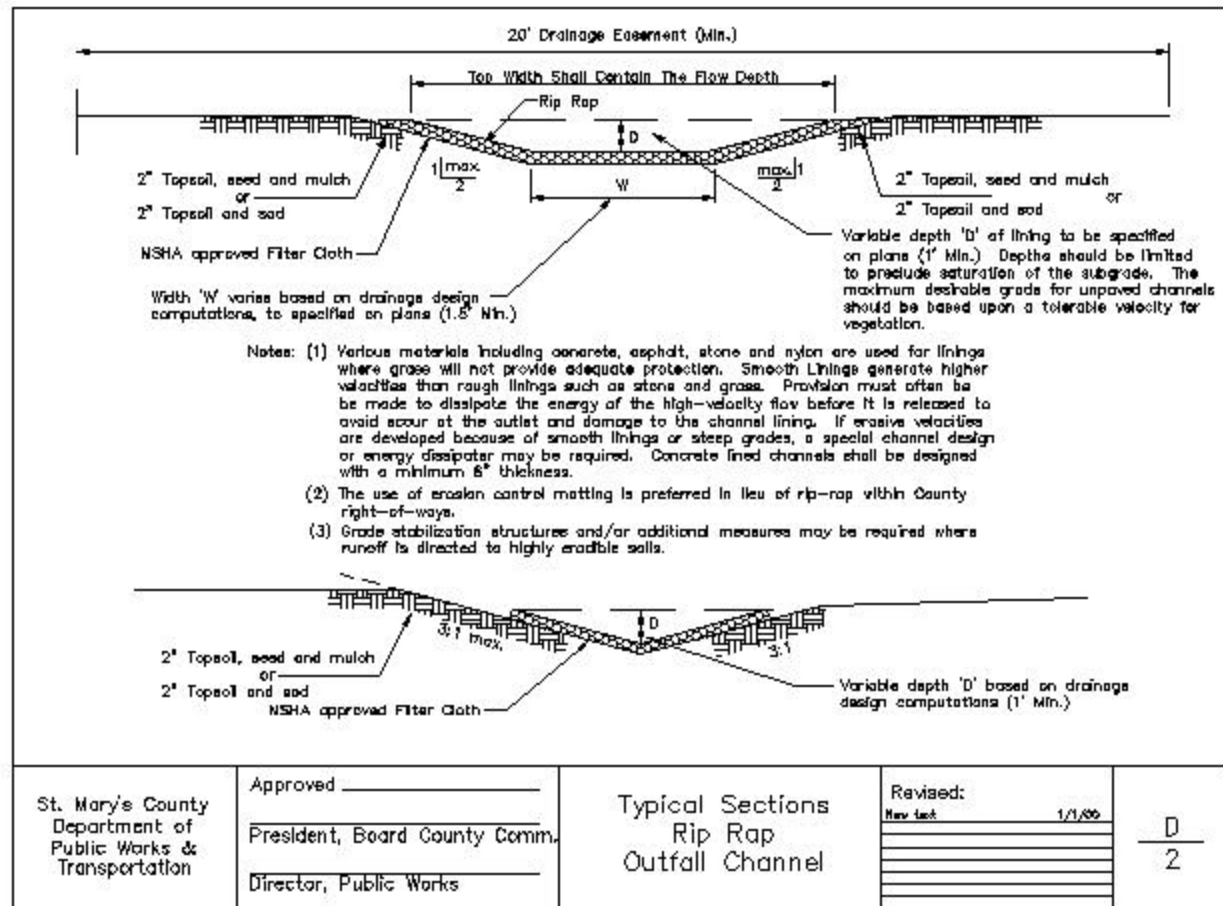 20' Drainage Easement (Min.)
Top Width Shall Contain The Flow Depth
Rip Rap
D
1
max.
2
W
max.
1
2
2" Topsoil, seed and mulch
or
2" Topsoil and sod
NSHA approved Filter Cloth
Width 'W' varies based on drainage design
computations, to specified on plans (1.5' Min.)
2" Topsoil, seed and mulch
or
2" Topsoil and sod
Variable depth 'D' of lining to be specified
on plans (1' Min.) Depths should be limited
to preclude saturation of the subgrade. The
maximum desirable grade for unpaved channels
should be based upon a tolerable velocity for
vegetation.
Notes: (1) Various materials including concrete, asphalt, stone and nylon are used for linings
where grass will not provide adequate protection. Smooth Linings generate higher
velocities than rough linings such as stone and grass. Provision must often be
be made to dissipate the energy of the high-velocity flow before it is released to
avoid scour at the outlet and damage to the channel lining. If erosive velocities
are developed because of smooth linings or steep grades, a special channel design
or energy dissipater may be required. Concrete lined channels shall be designed
with a minimum 6" thickness.
(2) The use of erosion control matting is preferred in lieu of rip-rap within County
right-of-ways.
(3) Grade stabilization structures and/or additional measures may be required where
runoff is directed to highly erodible soils.
D
3:1 max.
3:1
2" Topsoil, seed and mulch
or
2" Topsoil and sod
NSHA approved Filter Cloth
Variable depth 'D' based on drainage
design computations (1' Min.)
St. Mary's County
Department of
Public Works &
Transportation
Approved
President, Board County Comm.
Director, Public Works
Typical Sections
Rip Rap
Outfall Channel
Revised:
New text 1/1/00
D
2